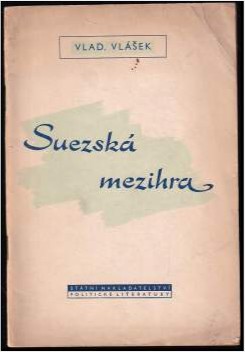 VLAD. VLÁŠEK
Suezská
mezihra
STÁTNÍ NAKLADATELSTVÍ
POLITICKÉ LITERATURY